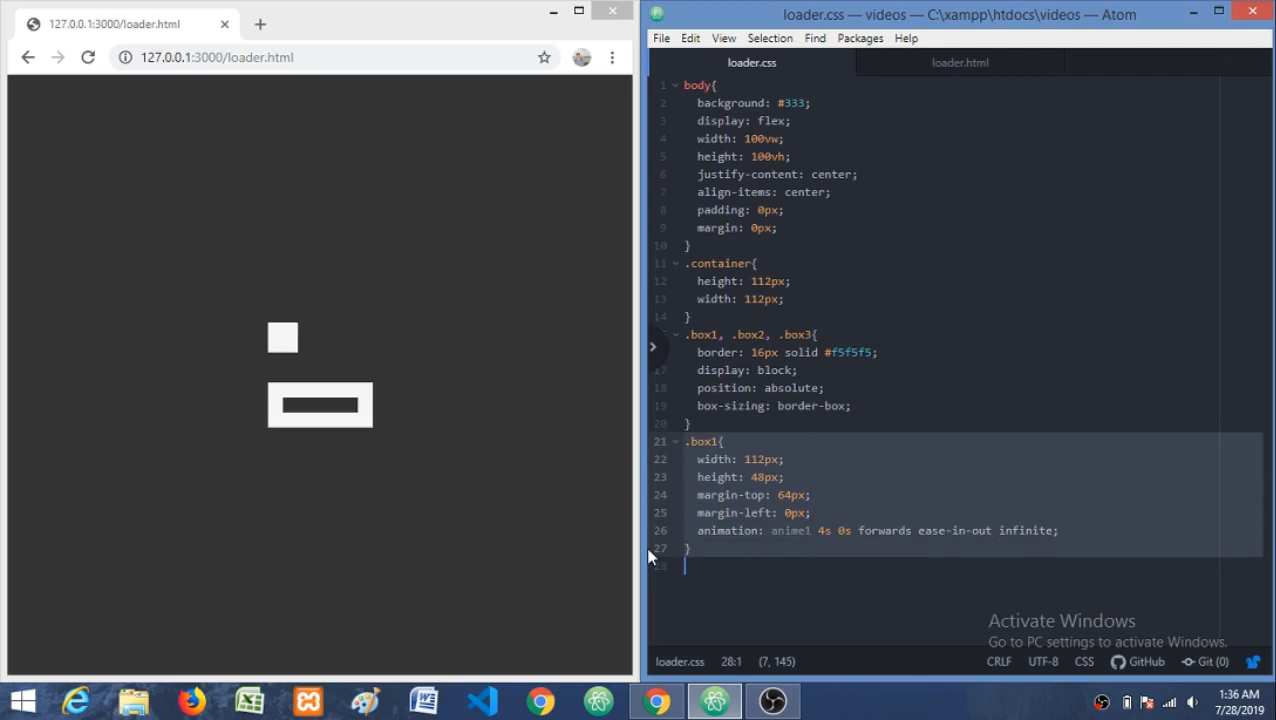 127.0.0.1:3000/loader.html
127.0.0.1:3000/loader.html
loader.css — videos — C:\xampp\htdocs\videos — Atom
File Edit View Selection Find Packages Help
loader.css loader.html
1 body{
2 background: #333;
3 display: flex;
4 width: 100vw;
5 height: 100vh;
6 justify-content: center;
7 align-items: center;
8 padding: 0px;
9 margin: 0px;
10 }
11 .container{
12 height: 112px;
13 width: 112px;
14 }
.box1, .box2, .box3{
border: 16px solid #f5f5f5;
17 display: block;
18 position: absolute;
19 box-sizing: border-box;
20 }
21 .box1{
22 width: 112px;
23 height: 48px;
24 margin-top: 64px;
25 margin-left: 0px;
26 animation: anime1 4s 0s forwards ease-in-out infinite;
27 }
28
Activate Windows
Go to PC settings to activate Windows.
loader.css 28:1 (7, 145) CRLF UTF-8 CSS GitHub Git (0)
1:36 AM
7/28/2019